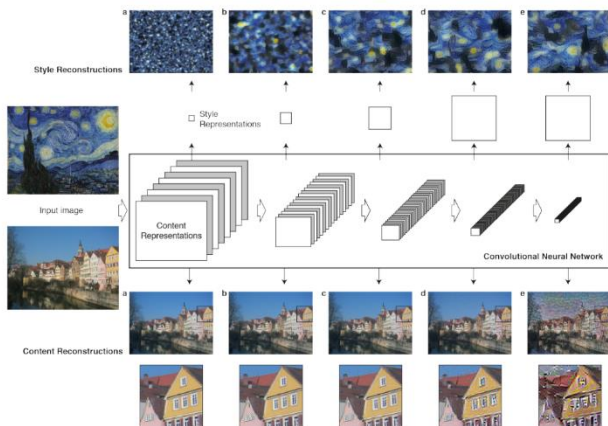 a b c d e
Style Reconstructions
Style
Representations
Input image
Content
Representations
Convolutional Neural Network
a b c d e
Content Reconstructions